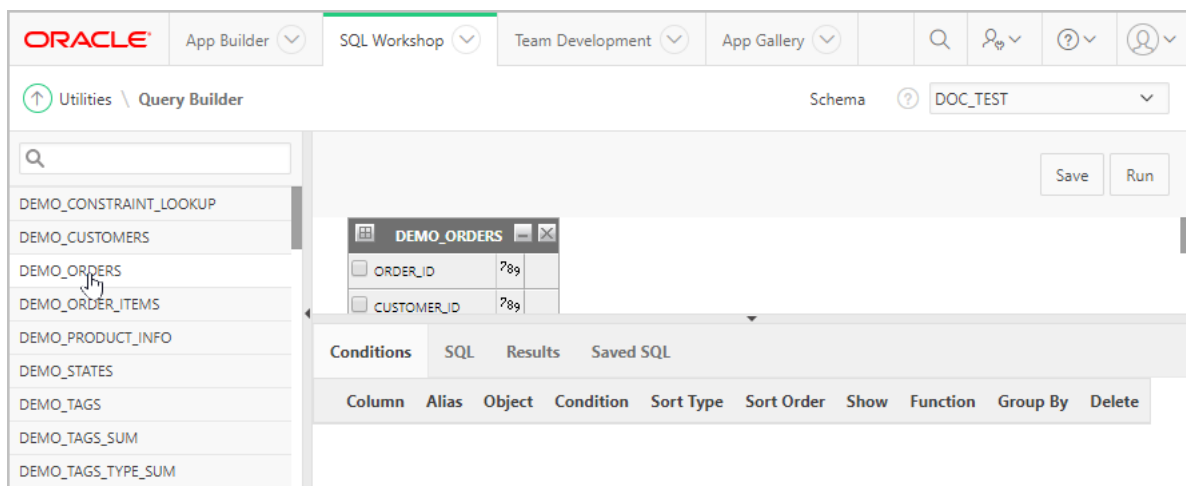 ORACLE App Builder SQL Workshop Team Development App Gallery
Utilities \ Query Builder Schema ? DOC_TEST
Save Run
DEMO_CONSTRAINT_LOOKUP
DEMO_CUSTOMERS
DEMO_ORDERS
DEMO_ORDER_ITEMS
DEMO_PRODUCT_INFO
DEMO_STATES
DEMO_TAGS
DEMO_TAGS_SUM
DEMO_TAGS_TYPE_SUM
DEMO_ORDERS
ORDER_ID 789
CUSTOMER_ID 789
Conditions SQL Results Saved SQL
Column Alias Object Condition Sort Type Sort Order Show Function Group By Delete